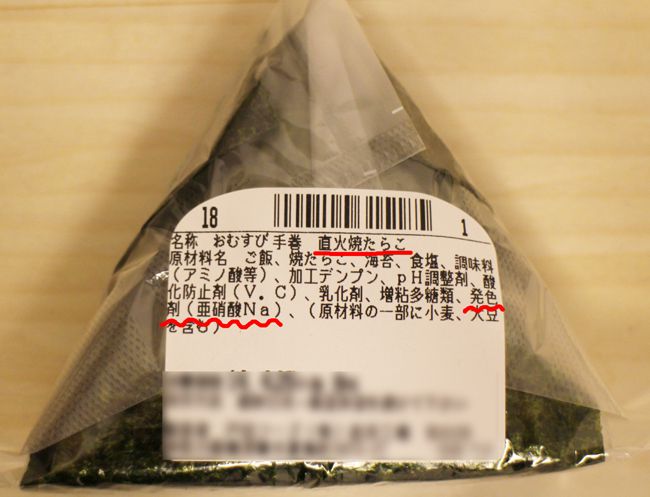 18 1
名称 おむすび 手巻 直火焼たらこ
原材料名 ご飯、焼たらこ、海苔、食塩、調味料
(アミノ酸等)、加工デンプン、pH調整剤、酸
化防止剤(V.C)、乳化剤、増粘多糖類、発色
剤(亜硝酸Na)、(原材料の一部に小麦、大豆
を含む)